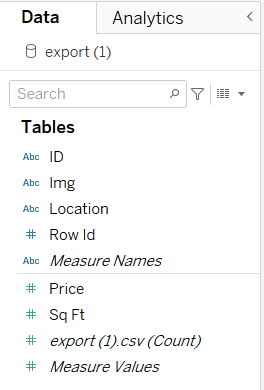 Data Analytics <
export (1)
Search
Tables
Abc ID
Abc Img
Abc Location
# Row Id
Abc Measure Names
# Price
# Sq Ft
# export (1).csv (Count)
# Measure Values